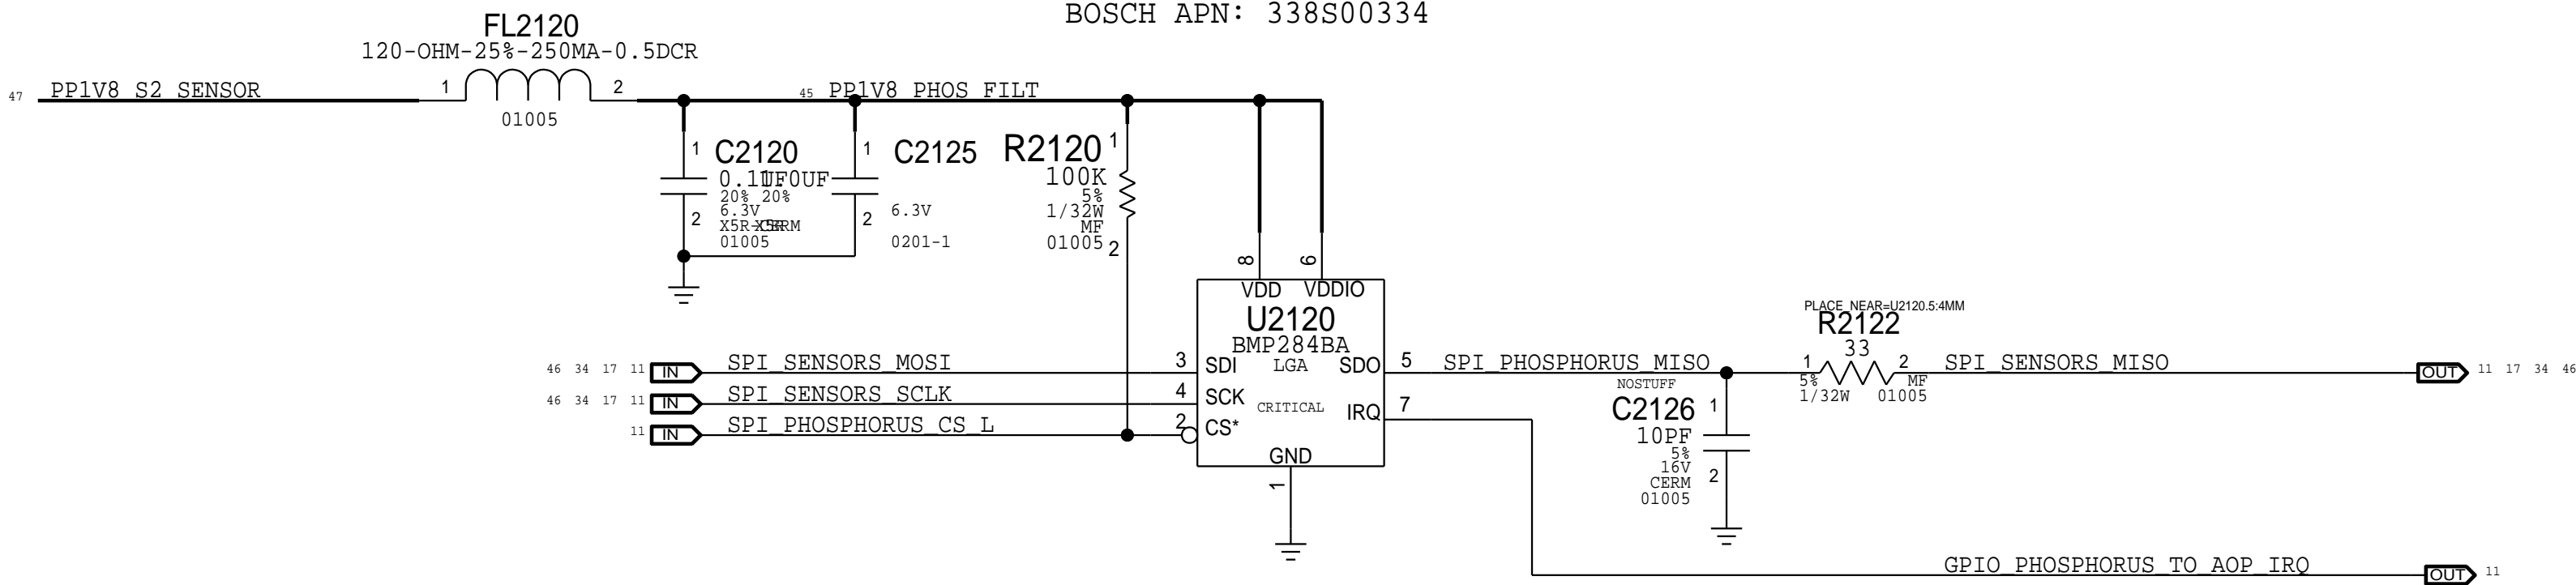 BOSCH APN: 338S00334
FL2120
120-OHM-25%-250MA-0.5DCR
47 PP1V8_S2_SENSOR
1 2
45 PP1V8_PHOS_FILT
01005
1 C2120
20%
6.3V
2
01005
1 C2125
20%
2 6.3V
0201-1
R2120 1
100K
5%
1/32W
MF
01005 2
8 6
VDD VDDIO
U2120
BMP284BA
LGA
CRITICAL
46 34 17 11 IN SPI_SENSORS_MOSI 3 SDI
46 34 17 11 IN SPI_SENSORS_SCLK 4 SCK
11 IN SPI_PHOSPHORUS_CS_L 2 CS*
SDO 5 SPI_PHOSPHORUS_MISO
IRQ 7
GND
1
NOSTUFF
C2126 1
10PF
5%
16V
CERM 2
01005
PLACE_NEAR=U2120.5:4MM
R2122
33
1 2
5% MF
1/32W 01005
SPI_SENSORS_MISO OUT 11 17 34 46
GPIO_PHOSPHORUS_TO_AOP_IRQ OUT 11